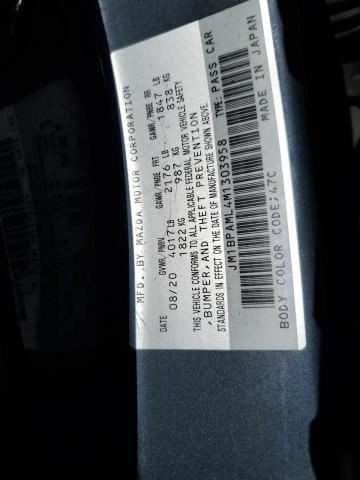 MFD. BY MAZDA MOTOR CORPORATION
GVWR/PNBV GAWR/PNBE FRT GAWR/PNBE RR
DATE 08/20 4017LB 2176 LB 1847 LB
1822 KG 987 KG 838 KG
THIS VEHICLE CONFORMS TO ALL APPLICABLE FEDERAL MOTOR VEHICLE SAFETY
, BUMPER, AND THEFT PREVENTION
STANDARDS IN EFFECT ON THE DATE OF MANUFACTURE SHOWN ABOVE.
JM1BPAML4M1303958 TYPE: PASS CAR
BODY COLOR CODE:47C MADE IN JAPAN